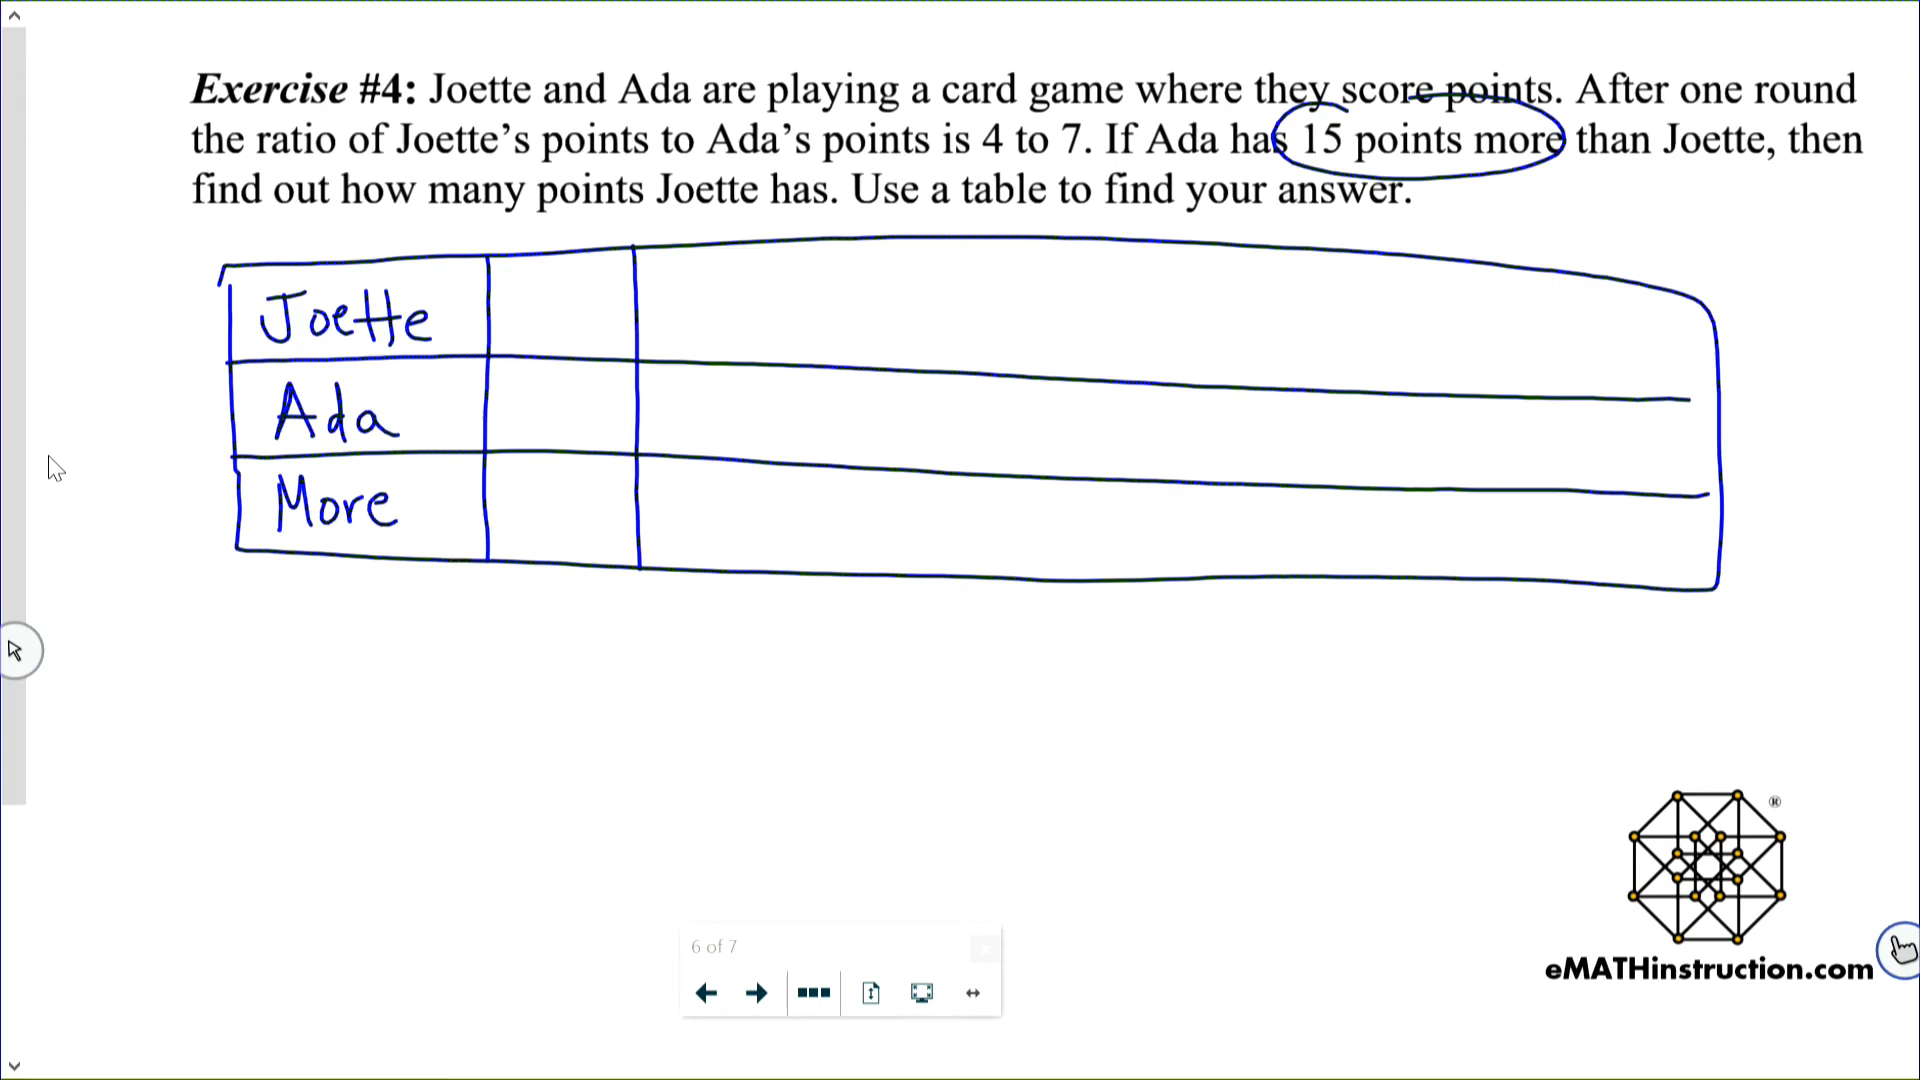 Exercise #4: Joette and Ada are playing a card game where they score points. After one round
the ratio of Joette’s points to Ada’s points is 4 to 7. If Ada has 15 points more than Joette, then
find out how many points Joette has. Use a table to find your answer.
Joette
Ada
More
®
eMATHinstruction.com
6 of 7